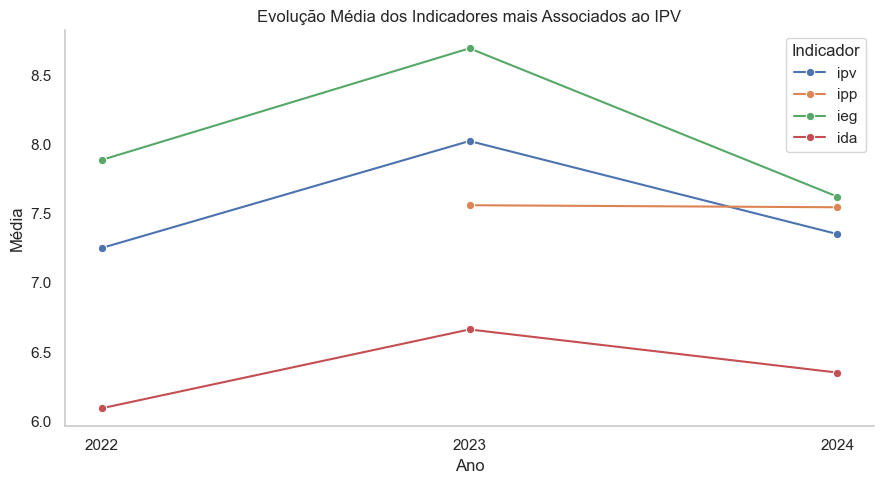 Evolução Média dos Indicadores mais Associados ao IPV
Indicador
ipv
ipp
ieg
ida
Média
8.5
8.0
7.5
7.0
6.5
6.0
2022
2023
2024
Ano